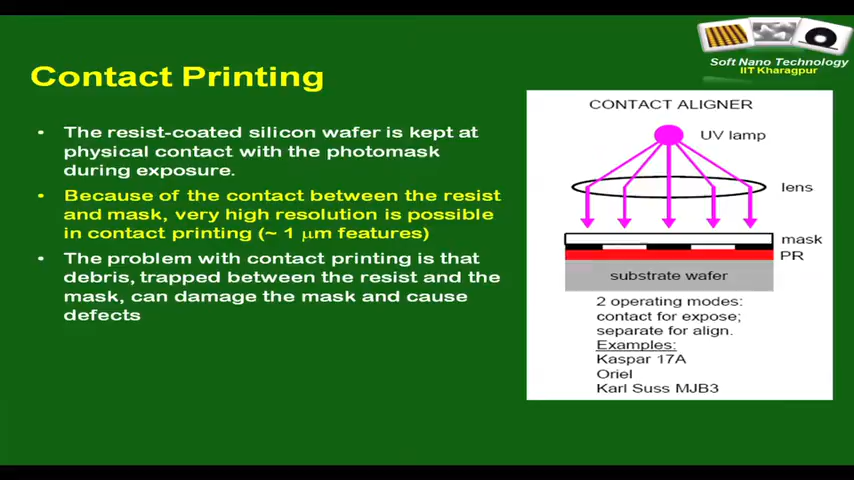 Soft Nano Technology
IIT Kharagpur
Contact Printing
• The resist-coated silicon wafer is kept at
physical contact with the photomask
during exposure.
• Because of the contact between the resist
and mask, very high resolution is possible
in contact printing (~ 1 μm features)
• The problem with contact printing is that
debris, trapped between the resist and the
mask, can damage the mask and cause
defects
CONTACT ALIGNER
UV lamp
lens
mask
PR
substrate wafer
2 operating modes:
contact for expose;
separate for align.
Examples:
Kaspar 17A
Oriel
Karl Suss MJB3